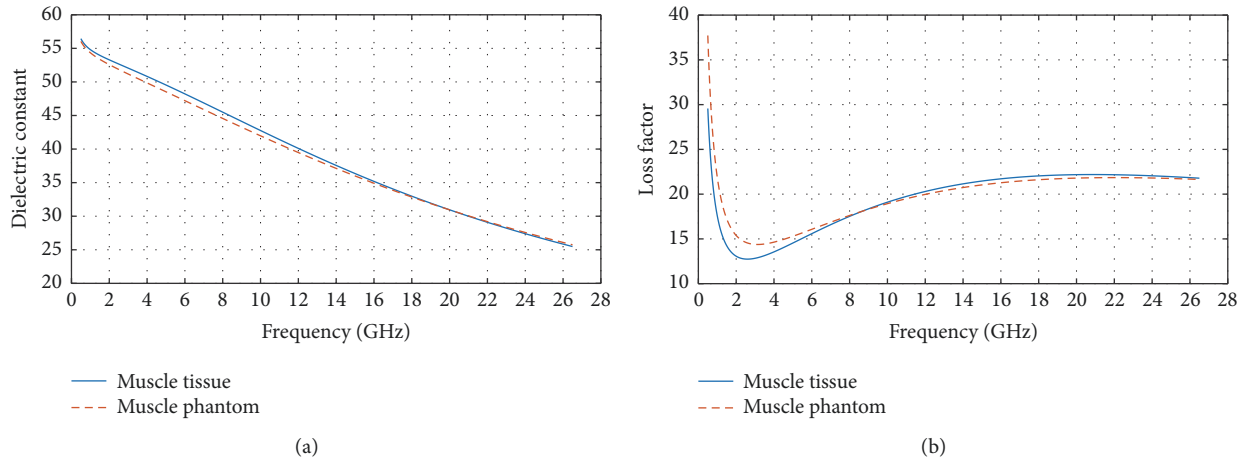 60
55
50
45
40
35
30
25
20
Dielectric constant
0 2 4 6 8 10 12 14 16 18 20 22 24 26 28
Frequency (GHz)
Muscle tissue
Muscle phantom
(a)
40
35
30
25
20
15
10
Loss factor
0 2 4 6 8 10 12 14 16 18 20 22 24 26 28
Frequency (GHz)
Muscle tissue
Muscle phantom
(b)